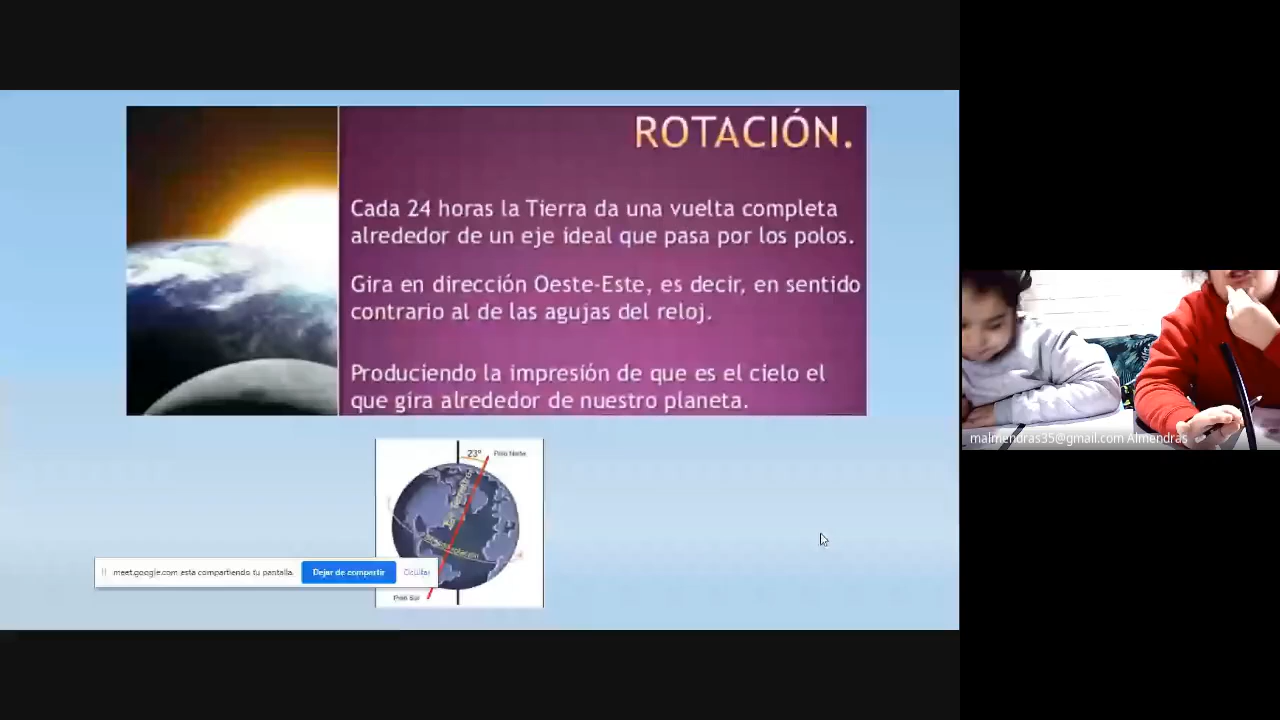 ROTACIÓN.
Cada 24 horas la Tierra da una vuelta completa
alrededor de un eje ideal que pasa por los polos.
Gira en dirección Oeste-Este, es decir, en sentido
contrario al de las agujas del reloj.
Produciendo la impresión de que es el cielo el
que gira alrededor de nuestro planeta.
23°
Polo Norte
meet.google.com está compartiendo tu pantalla.
Dejar de compartir
Ocultar
Polo Sur
malmendras35@gmail.com Almendras